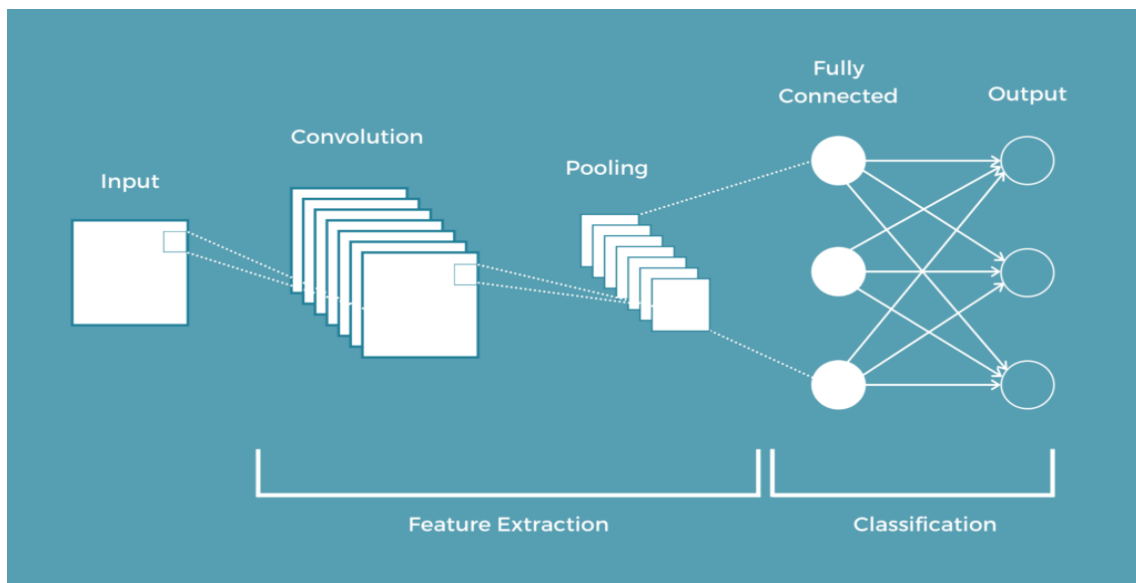 Input
Convolution
Pooling
Fully
Connected
Output
Feature Extraction
Classification